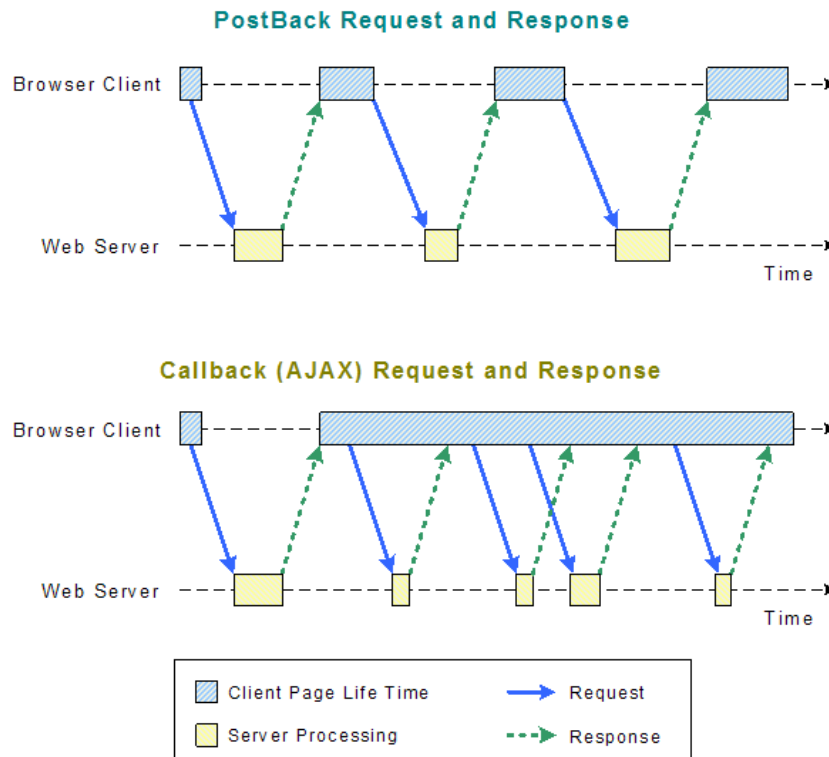 PostBack Request and Response
Browser Client
Web Server
Time
Callback (AJAX) Request and Response
Browser Client
Web Server
Time
Client Page Life Time
Request
Server Processing
Response